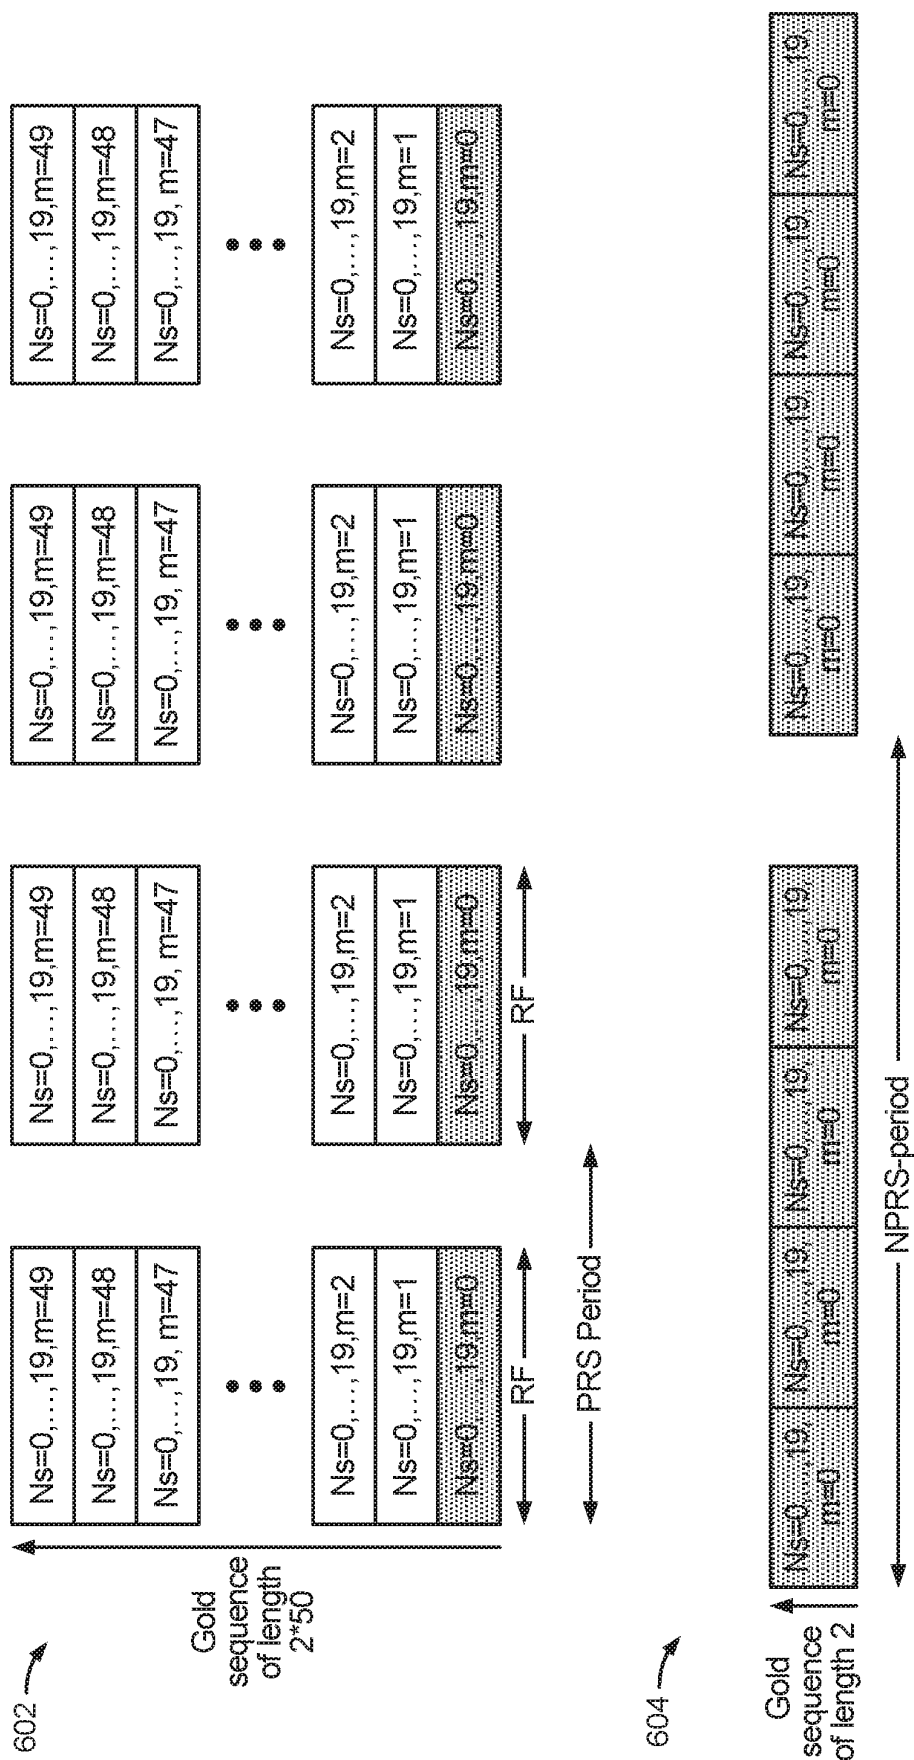 602
Gold
sequence
of length
2*50
Ns=0,...,19,m=49
Ns=0,...,19,m=48
Ns=0,...,19, m=47
Ns=0,...,19,m=2
Ns=0,...,19,m=1
Ns=0,...,19,m=0
RF
PRS Period
Ns=0,...,19,m=49
Ns=0,...,19,m=48
Ns=0,...,19, m=47
Ns=0,...,19,m=2
Ns=0,...,19,m=1
Ns=0,...,19,m=0
RF
Ns=0,...,19,m=49
Ns=0,...,19,m=48
Ns=0,...,19, m=47
Ns=0,...,19,m=2
Ns=0,...,19,m=1
Ns=0,...,19,m=0
Ns=0,...,19,m=49
Ns=0,...,19,m=48
Ns=0,...,19, m=47
Ns=0,...,19,m=2
Ns=0,...,19,m=1
Ns=0,...,19,m=0
604
Gold
sequence
of length 2
Ns=0,...,19,
m=0
Ns=0,...,19,
m=0
Ns=0,...,19,
m=0
Ns=0,...,19
m=0
Ns=0,...,19,
m=0
Ns=0,...,19,
m=0
Ns=0,...,19,
m=0
Ns=0,...,19,
m=0
NPRS-period